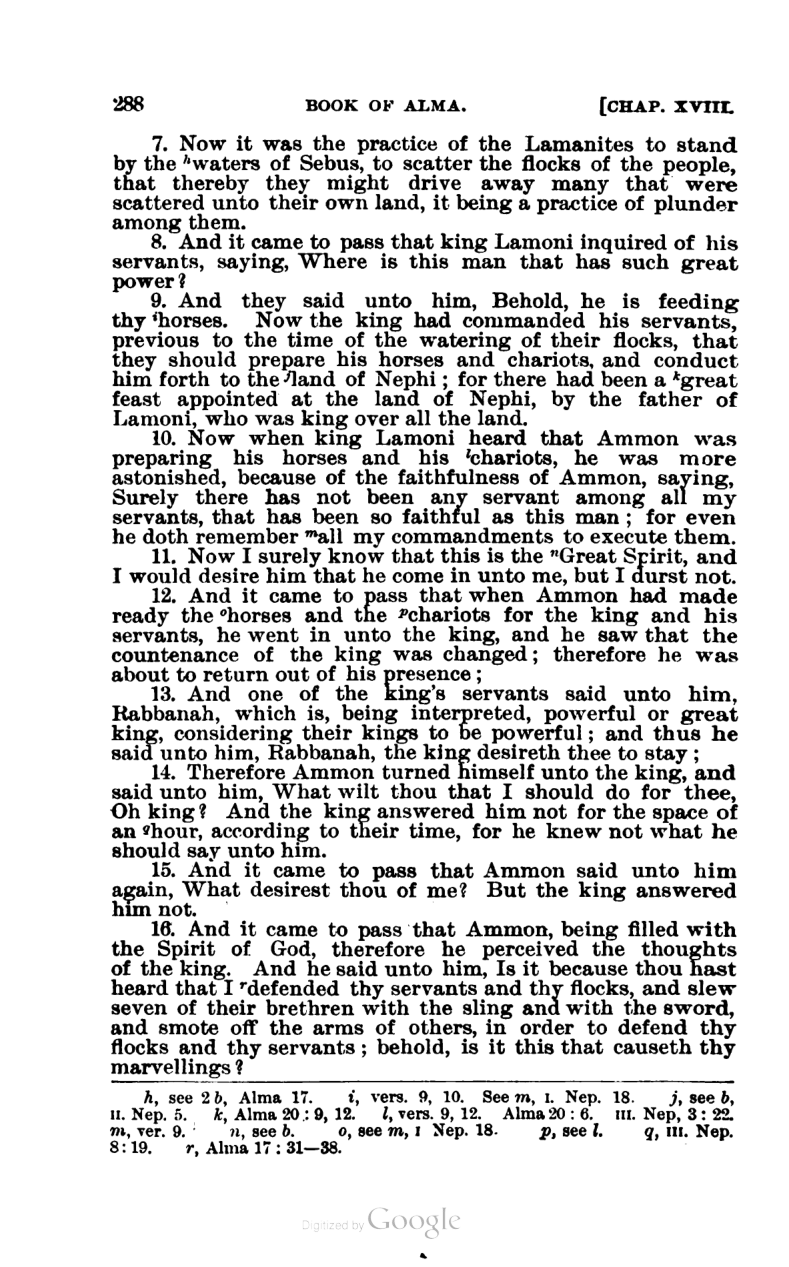 288 BOOK OF ALMA. [CHAP. XVIII.
7. Now it was the practice of the Lamanites to stand
by the ʰwaters of Sebus, to scatter the flocks of the people,
that thereby they might drive away many that were
scattered unto their own land, it being a practice of plunder
among them.
8. And it came to pass that king Lamoni inquired of his
servants, saying, Where is this man that has such great
power?
9. And they said unto him, Behold, he is feeding
thy ⁱhorses. Now the king had commanded his servants,
previous to the time of the watering of their flocks, that
they should prepare his horses and chariots, and conduct
him forth to the ʲland of Nephi; for there had been a ᵏgreat
feast appointed at the land of Nephi, by the father of
Lamoni, who was king over all the land.
10. Now when king Lamoni heard that Ammon was
preparing his horses and his ˡchariots, he was more
astonished, because of the faithfulness of Ammon, saying,
Surely there has not been any servant among all my
servants, that has been so faithful as this man; for even
he doth remember ᵐall my commandments to execute them.
11. Now I surely know that this is the ⁿGreat Spirit, and
I would desire him that he come in unto me, but I durst not.
12. And it came to pass that when Ammon had made
ready the ᵒhorses and the ᵖchariots for the king and his
servants, he went in unto the king, and he saw that the
countenance of the king was changed; therefore he was
about to return out of his presence;
13. And one of the king's servants said unto him,
Rabbanah, which is, being interpreted, powerful or great
king, considering their kings to be powerful; and thus he
said unto him, Rabbanah, the king desireth thee to stay;
14. Therefore Ammon turned himself unto the king, and
said unto him, What wilt thou that I should do for thee,
Oh king? And the king answered him not for the space of
an qhour, according to their time, for he knew not what he
should say unto him.
15. And it came to pass that Ammon said unto him
again, What desirest thou of me? But the king answered
him not.
16. And it came to pass that Ammon, being filled with
the Spirit of God, therefore he perceived the thoughts
of the king. And he said unto him, Is it because thou hast
heard that I ʳdefended thy servants and thy flocks, and slew
seven of their brethren with the sling and with the sword,
and smote off the arms of others, in order to defend thy
flocks and thy servants; behold, is it this that causeth thy
marvellings?
h, see 2 b, Alma 17. i, vers. 9, 10. See m, I. Nep. 18. j, see b,
II. Nep. 5. k, Alma 20: 9, 12. l, vers. 9, 12. Alma 20: 6. III. Nep, 3: 22.
m, ver. 9. n, see b. o, see m, I Nep. 18. p, see l. q, III. Nep.
8: 19. r, Alma 17: 31—38.
Digitized by Google